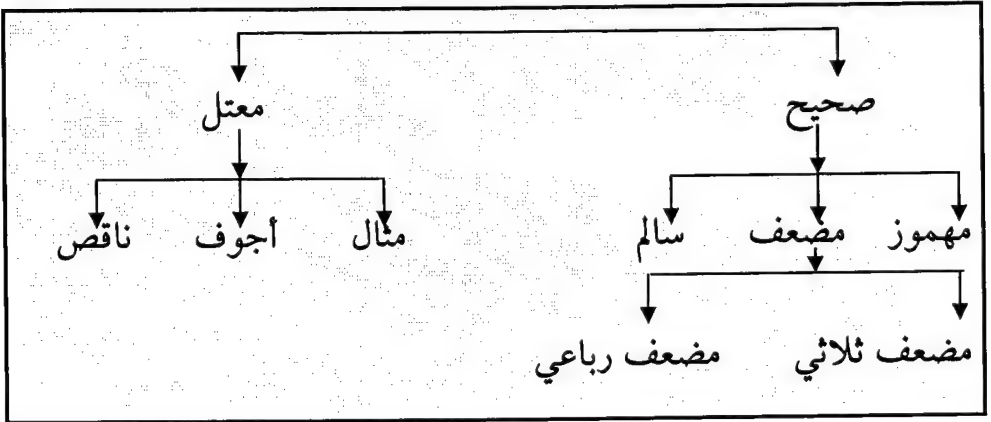 صحيح معتل
مهموز مضعف سالم مثال أجوف ناقص
مضعف ثلاثي مضعف رباعي